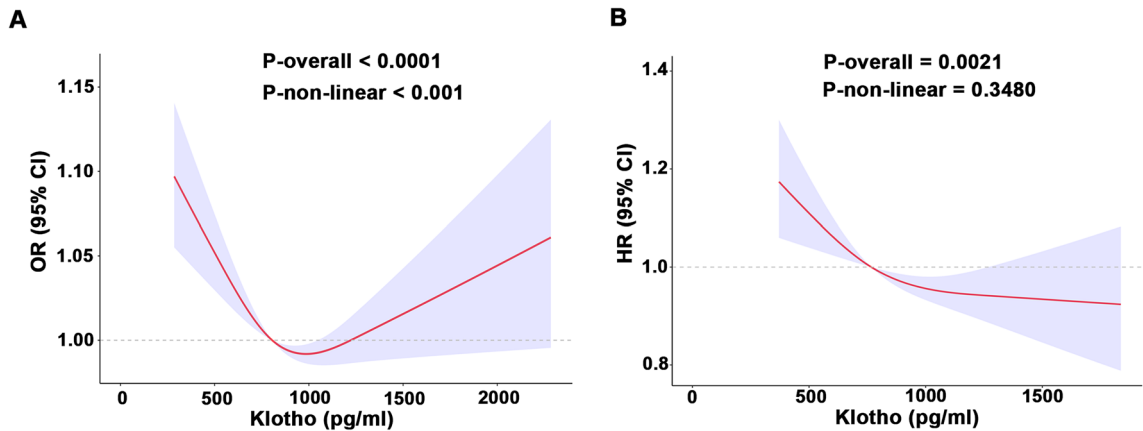 A
P-overall < 0.0001
P-non-linear < 0.001
OR (95% CI)
1.15
1.10
1.05
1.00
0 500 1000 1500 2000
Klotho (pg/ml)
B
P-overall = 0.0021
P-non-linear = 0.3480
HR (95% CI)
1.4
1.2
1.0
0.8
0 500 1000 1500
Klotho (pg/ml)